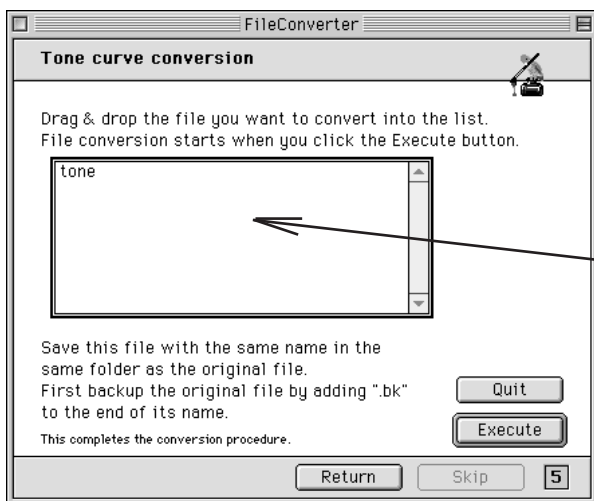 FileConverter
Tone curve conversion
Drag & drop the file you want to convert into the list.
File conversion starts when you click the Execute button.
tone
Save this file with the same name in the
same folder as the original file.
First backup the original file by adding ".bk"
to the end of its name.
This completes the conversion procedure.
Quit
Execute
Return
Skip
5